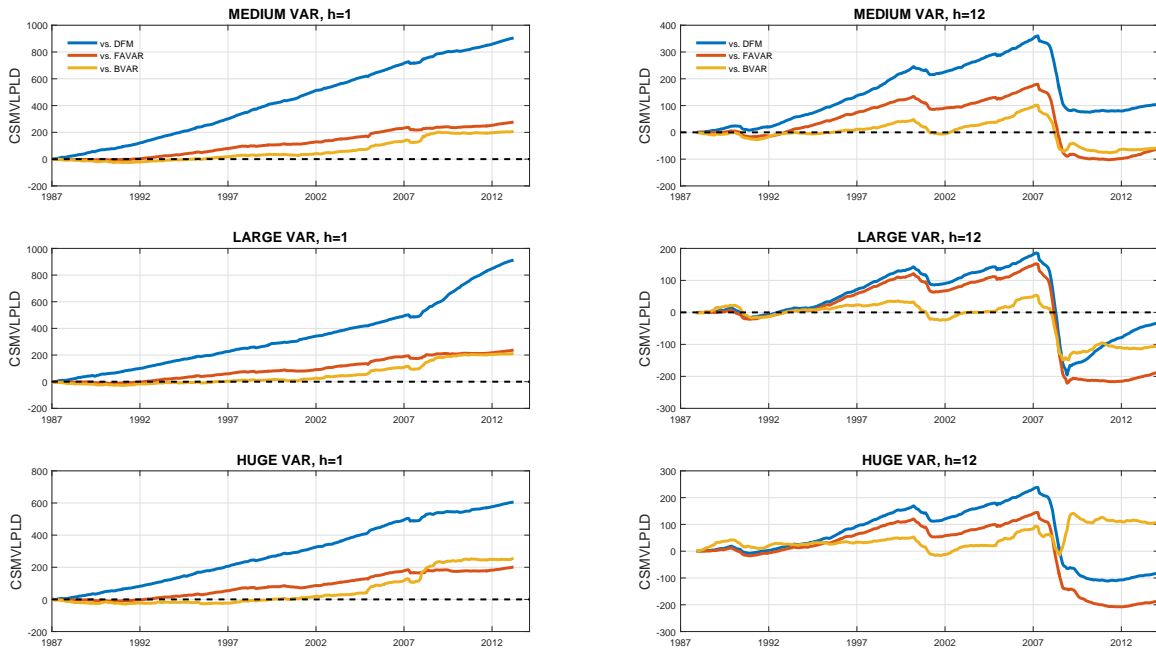 MEDIUM VAR, h=1
CSMVLPLD
1000
800
600
400
200
0
-200
vs. DFM
vs. FAVAR
vs. BVAR
1987 1992 1997 2002 2007 2012
MEDIUM VAR, h=12
CSMVLPLD
400
300
200
100
0
-100
-200
vs. DFM
vs. FAVAR
vs. BVAR
1987 1992 1997 2002 2007 2012
LARGE VAR, h=1
CSMVLPLD
1000
800
600
400
200
0
-200
1987 1992 1997 2002 2007 2012
LARGE VAR, h=12
CSMVLPLD
200
100
0
-100
-200
-300
1987 1992 1997 2002 2007 2012
HUGE VAR, h=1
CSMVLPLD
800
600
400
200
0
-200
1987 1992 1997 2002 2007 2012
HUGE VAR, h=12
CSMVLPLD
300
200
100
0
-100
-200
-300
1987 1992 1997 2002 2007 2012